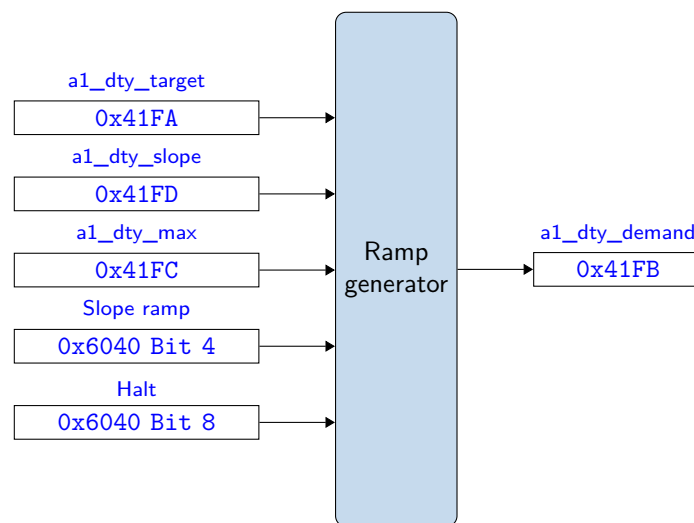 a1_dty_target
0x41FA
a1_dty_slope
0x41FD
a1_dty_max
0x41FC
Slope ramp
0x6040 Bit 4
Halt
0x6040 Bit 8
Ramp
generator
a1_dty_demand
0x41FB